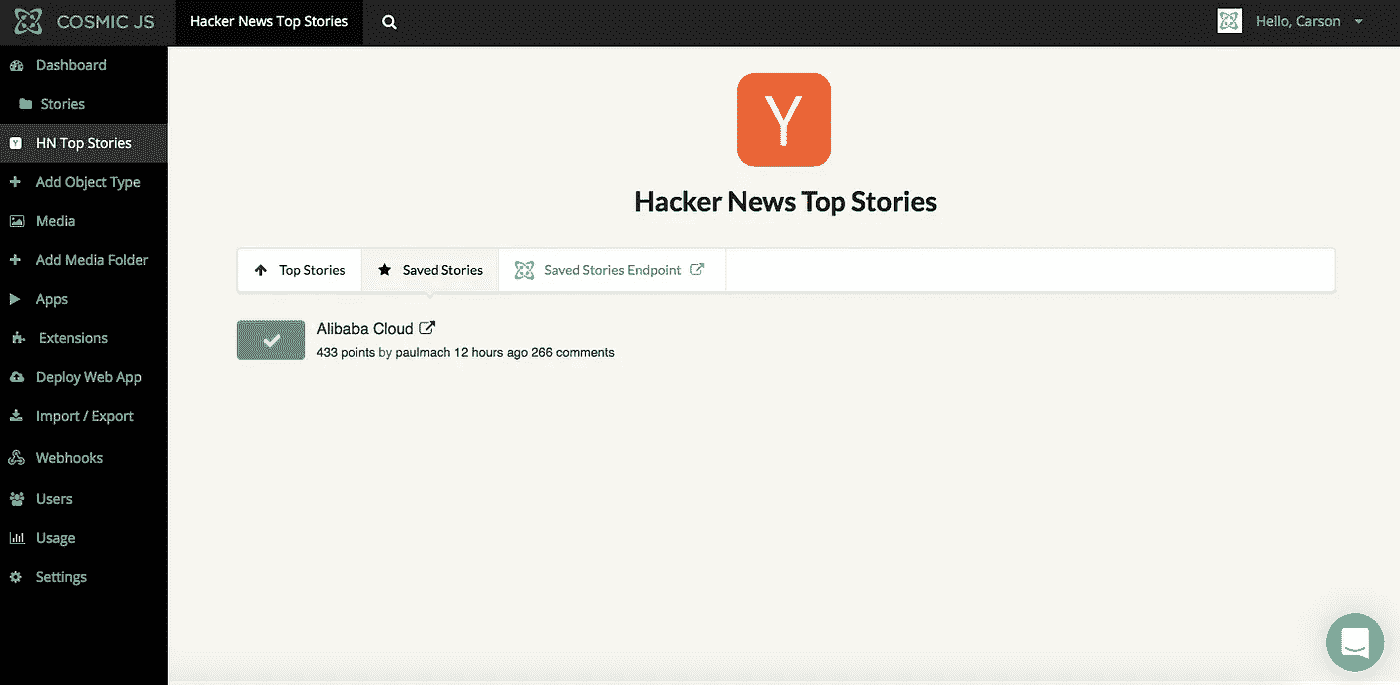 COSMIC JS
Hacker News Top Stories
Hello, Carson
Dashboard
Stories
HN Top Stories
Add Object Type
Media
Add Media Folder
Apps
Extensions
Deploy Web App
Import / Export
Webhooks
Users
Usage
Settings
Y
Hacker News Top Stories
Top Stories
Saved Stories
Saved Stories Endpoint
Alibaba Cloud
433 points by paulmach 12 hours ago 266 comments